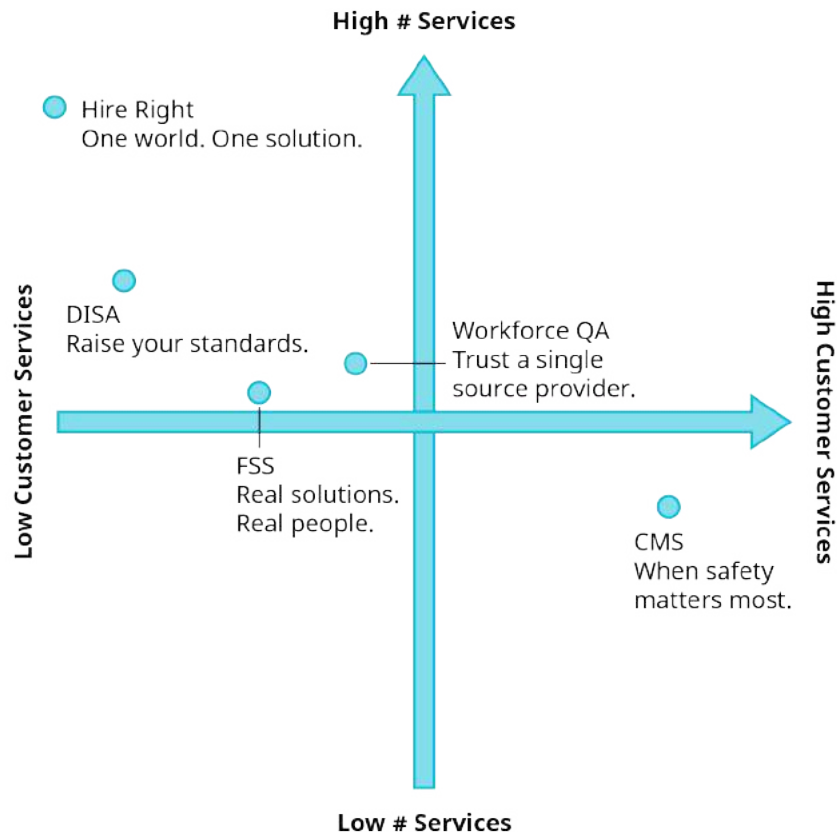 High # Services
Hire Right
One world. One solution.
DISA
Raise your standards.
Workforce QA
Trust a single
source provider.
Low Customer Services
High Customer Services
FSS
Real solutions.
Real people.
CMS
When safety
matters most.
Low # Services